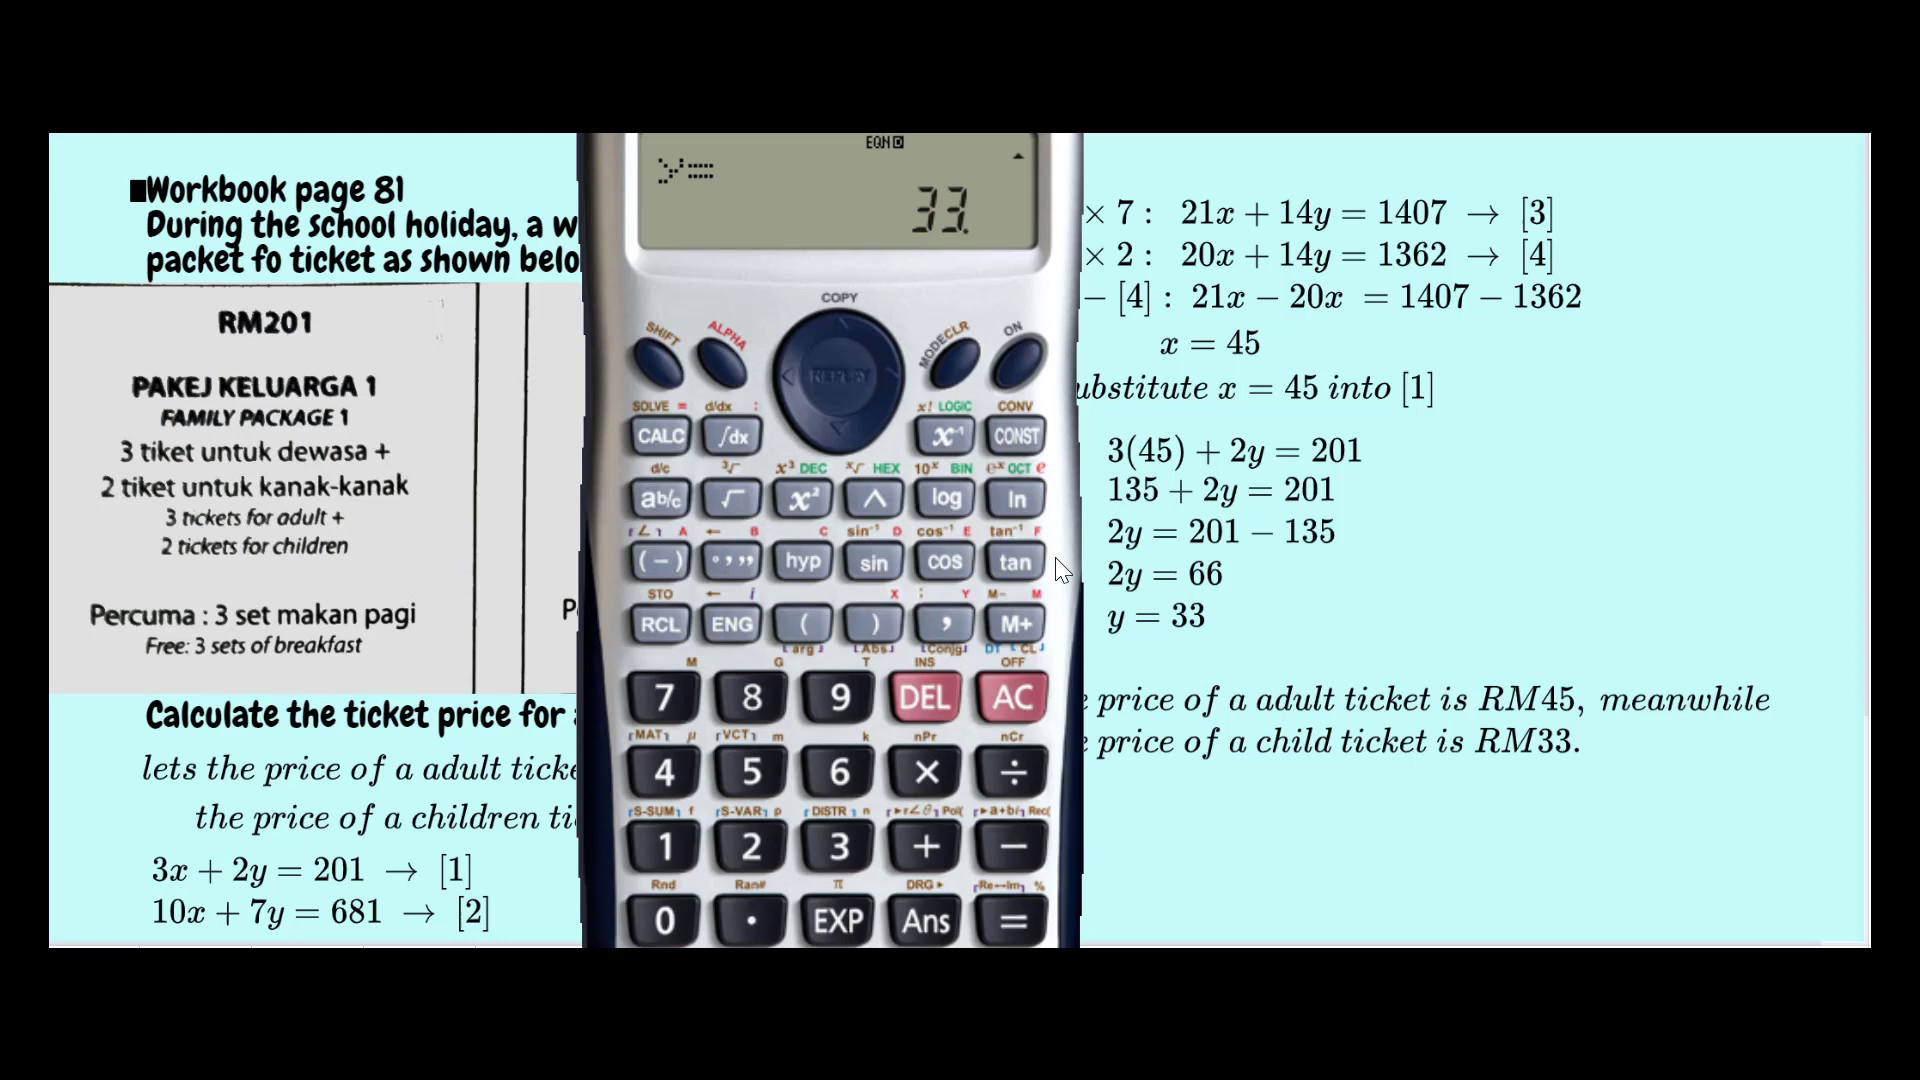 ■Workbook page 81
During the school holiday, a w
packet fo ticket as shown belo
RM201
PAKEJ KELUARGA 1
FAMILY PACKAGE 1
3 tiket untuk dewasa +
2 tiket untuk kanak-kanak
3 tickets for adult +
2 tickets for children
Percuma : 3 set makan pagi
Free: 3 sets of breakfast
P
Calculate the ticket price for
lets the price of a adult ticke
the price of a children ti
3x + 2y = 201 → [1]
10x + 7y = 681 → [2]
EQN D
y=
33.
COPY
SHIFT ALPHA REPLAY MODE CLR ON
SOLVE = d/dx : x! LOGIC CONV
CALC ∫dx x⁻¹ CONST
d/c ³√ x³ DEC ˣ√ HEX 10ˣ BIN eˣ OCT e
ab/c √ x² ∧ log ln
∠ A ← B C sin⁻¹ D cos⁻¹ E tan⁻¹ F
(−) ° ’ ” hyp sin cos tan
STO ← i X ; Y M− M
RCL ENG ( ) , M+
arg Abs Conjg DT CL
M G T INS OFF
7 8 9 DEL AC
MAT μ VCT m k nPr nCr
4 5 6 × ÷
S-SUM f S-VAR p DISTR n ▸r∠θ Pol( ▸a+bi Rec(
1 2 3 + −
Rnd Ran# π DRG▸ Re↔Im %
0 · EXP Ans =
× 7 : 21x + 14y = 1407 → [3]
× 2 : 20x + 14y = 1362 → [4]
− [4] : 21x − 20x = 1407 − 1362
x = 45
ubstitute x = 45 into [1]
3(45) + 2y = 201
135 + 2y = 201
2y = 201 − 135
2y = 66
y = 33
e price of a adult ticket is RM45, meanwhile
e price of a child ticket is RM33.